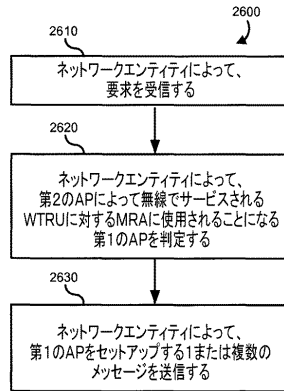 2600
2610
ネットワークエンティティによって、
要求を受信する
2620
ネットワークエンティティによって、
第2のAPによって無線でサービスされる
WTRUに対するMRAに使用されることになる
第1のAPを判定する
2630
ネットワークエンティティによって、
第1のAPをセットアップする1または複数の
メッセージを送信する